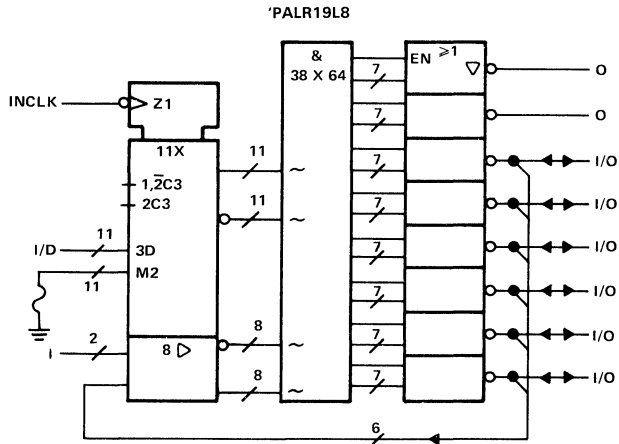 'PALR19L8
INCLK
Z1
11X
1,2̅C3
2C3
I/D
11
3D
11
M2
I
2
8 ▷
11
11
8
8
&
38 X 64
~
~
~
~
7
7
7
7
7
7
7
7
EN ≥1
▽
O
O
I/O
I/O
I/O
I/O
I/O
I/O
6